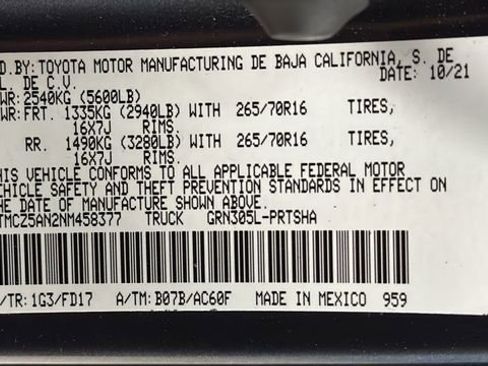 D.BY:TOYOTA MOTOR MANUFACTURING DE BAJA CALIFORNIA, S. DE
L. DE C.V. DATE: 10/21
WR:2540KG (5600LB)
WR:FRT. 1335KG (2940LB) WITH 265/70R16 TIRES,
16X7J RIMS.
RR. 1490KG (3280LB) WITH 265/70R16 TIRES,
16X7J RIMS.
HIS VEHICLE CONFORMS TO ALL APPLICABLE FEDERAL MOTOR
EHICLE SAFETY AND THEFT PREVENTION STANDARDS IN EFFECT ON
HE DATE OF MANUFACTURE SHOWN ABOVE.
TMCZ5AN2NM458377 TRUCK GRN305L-PRTSHA
/TR:1G3/FD17 A/TM:B07B/AC60F MADE IN MEXICO 959